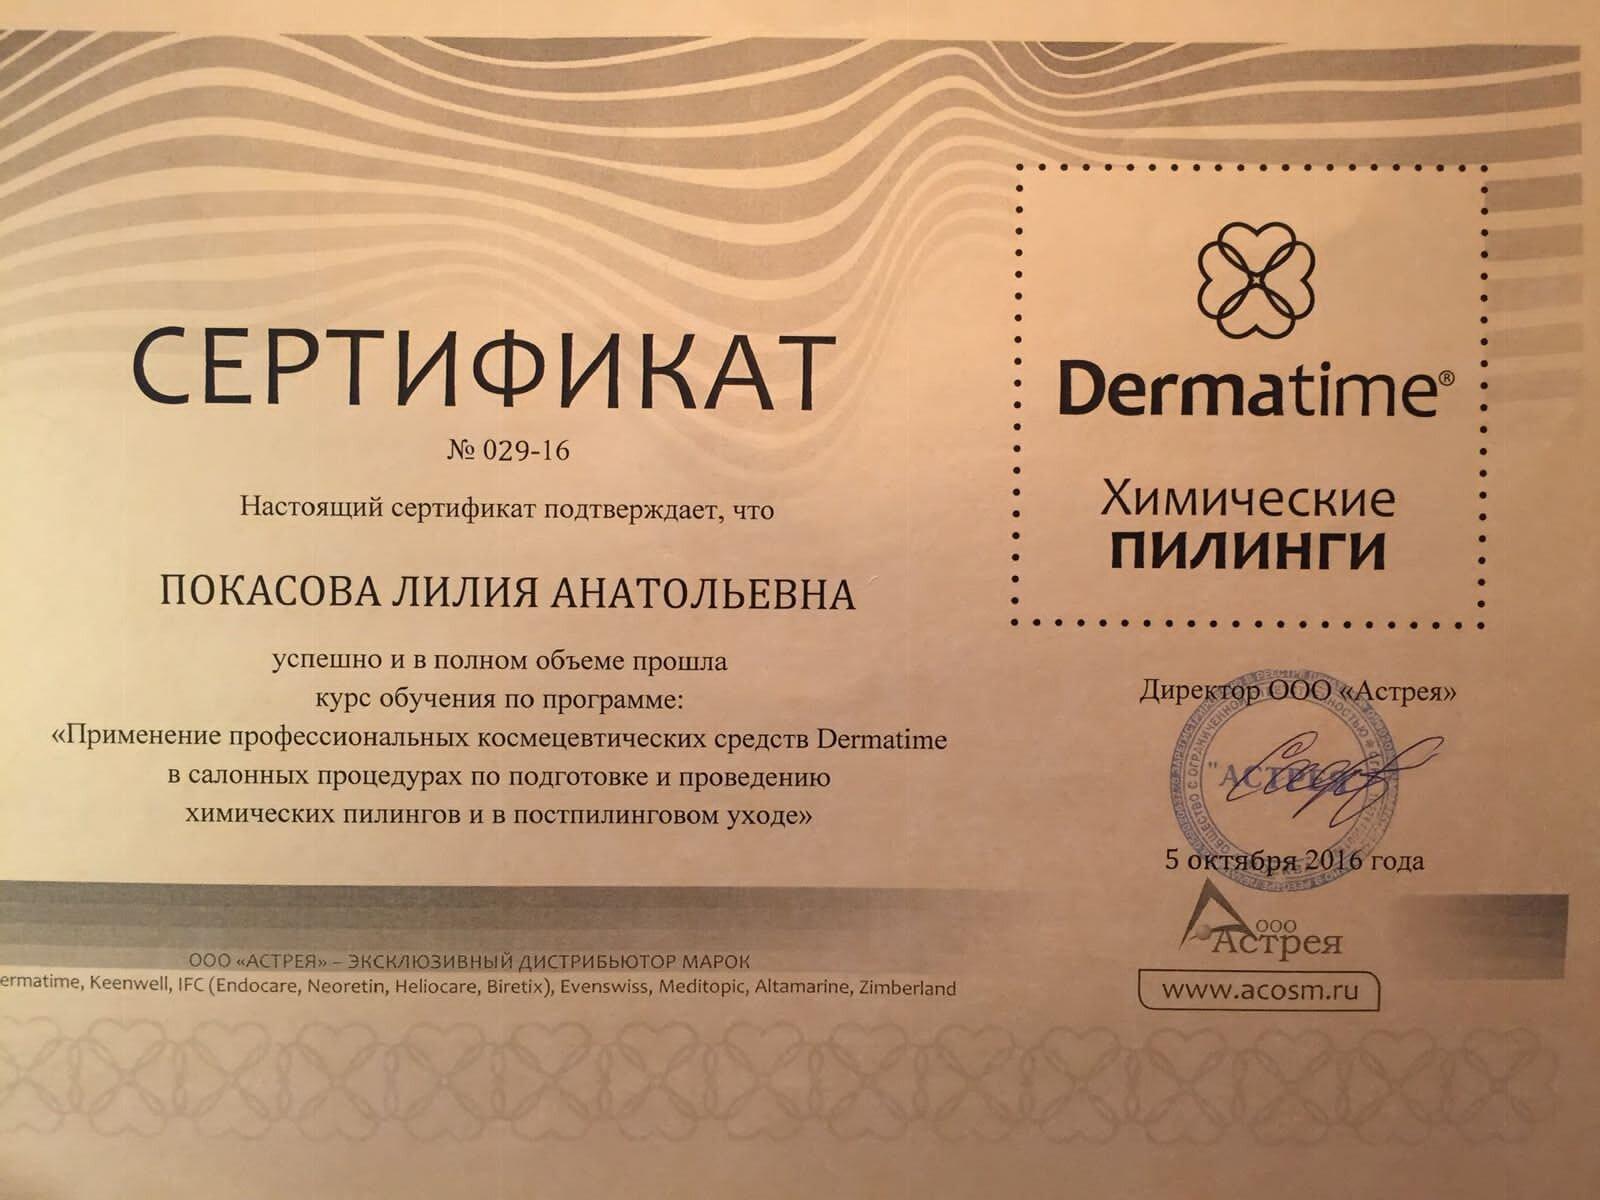 СЕРТИФИКАТ
№ 029-16
Настоящий сертификат подтверждает, что
ПОКАСОВА ЛИЛИЯ АНАТОЛЬЕВНА
успешно и в полном объеме прошла
курс обучения по программе:
«Применение профессиональных космецевтических средств Dermatime
в салонных процедурах по подготовке и проведению
химических пилингов и в постпилинговом уходе»
ООО «АСТРЕЯ» – ЭКСКЛЮЗИВНЫЙ ДИСТРИБЬЮТОР МАРОК
ermatime, Keenwell, IFC (Endocare, Neoretin, Heliocare, Biretix), Evenswiss, Meditopic, Altamarine, Zimberland
Dermatime®
Химические
ПИЛИНГИ
Директор ООО «Астрея»
"АСТРЕЯ"
5 октября 2016 года
ООО
Астрея
www.acosm.ru